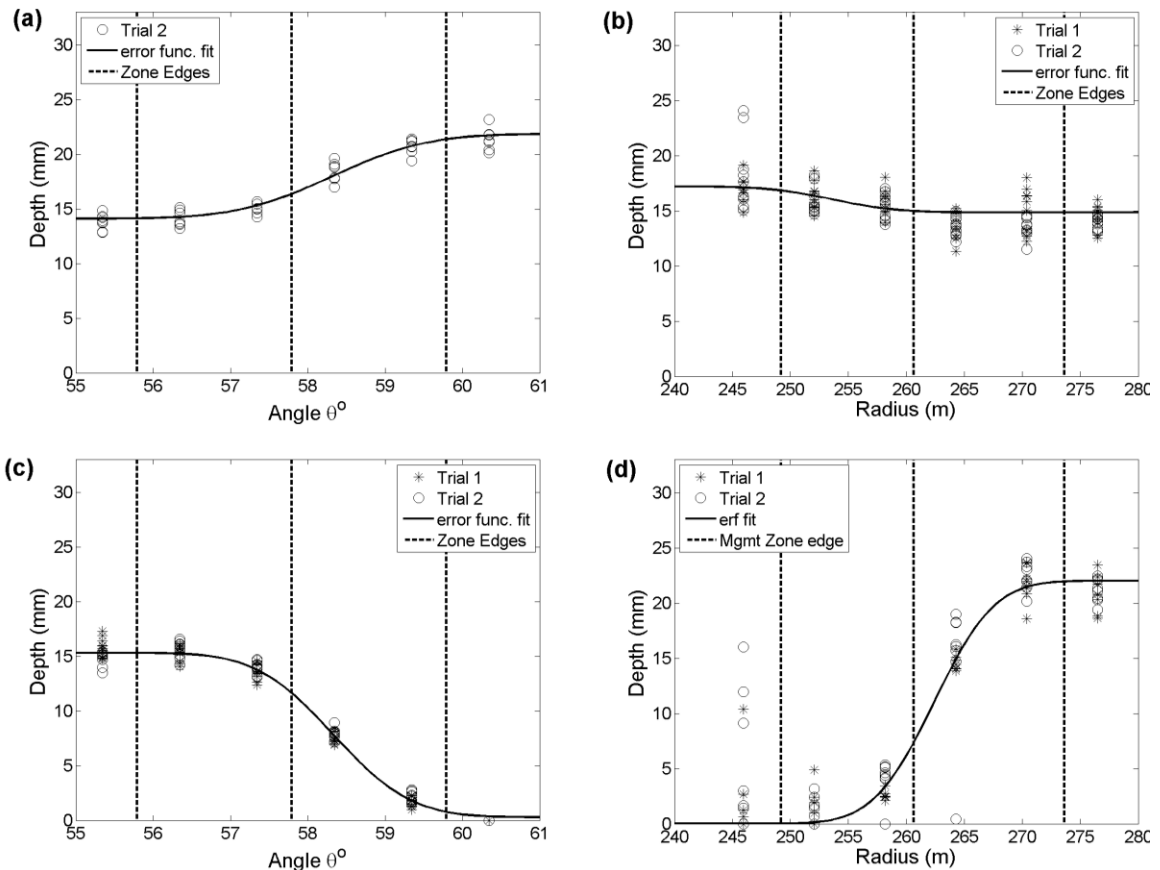 (a)
Trial 2
error func. fit
Zone Edges
Depth (mm)
30
25
20
15
10
5
0
55 56 57 58 59 60 61
Angle θº
(b)
Trial 1
Trial 2
error func. fit
Zone Edges
Depth (mm)
30
25
20
15
10
5
0
240 245 250 255 260 265 270 275 280
Radius (m)
(c)
Trial 1
Trial 2
error func. fit
Zone Edges
Depth (mm)
30
25
20
15
10
5
0
55 56 57 58 59 60 61
Angle θº
(d)
Trial 1
Trial 2
erf fit
Mgmt Zone edge
Depth (mm)
30
25
20
15
10
5
0
240 245 250 255 260 265 270 275 280
Radius (m)